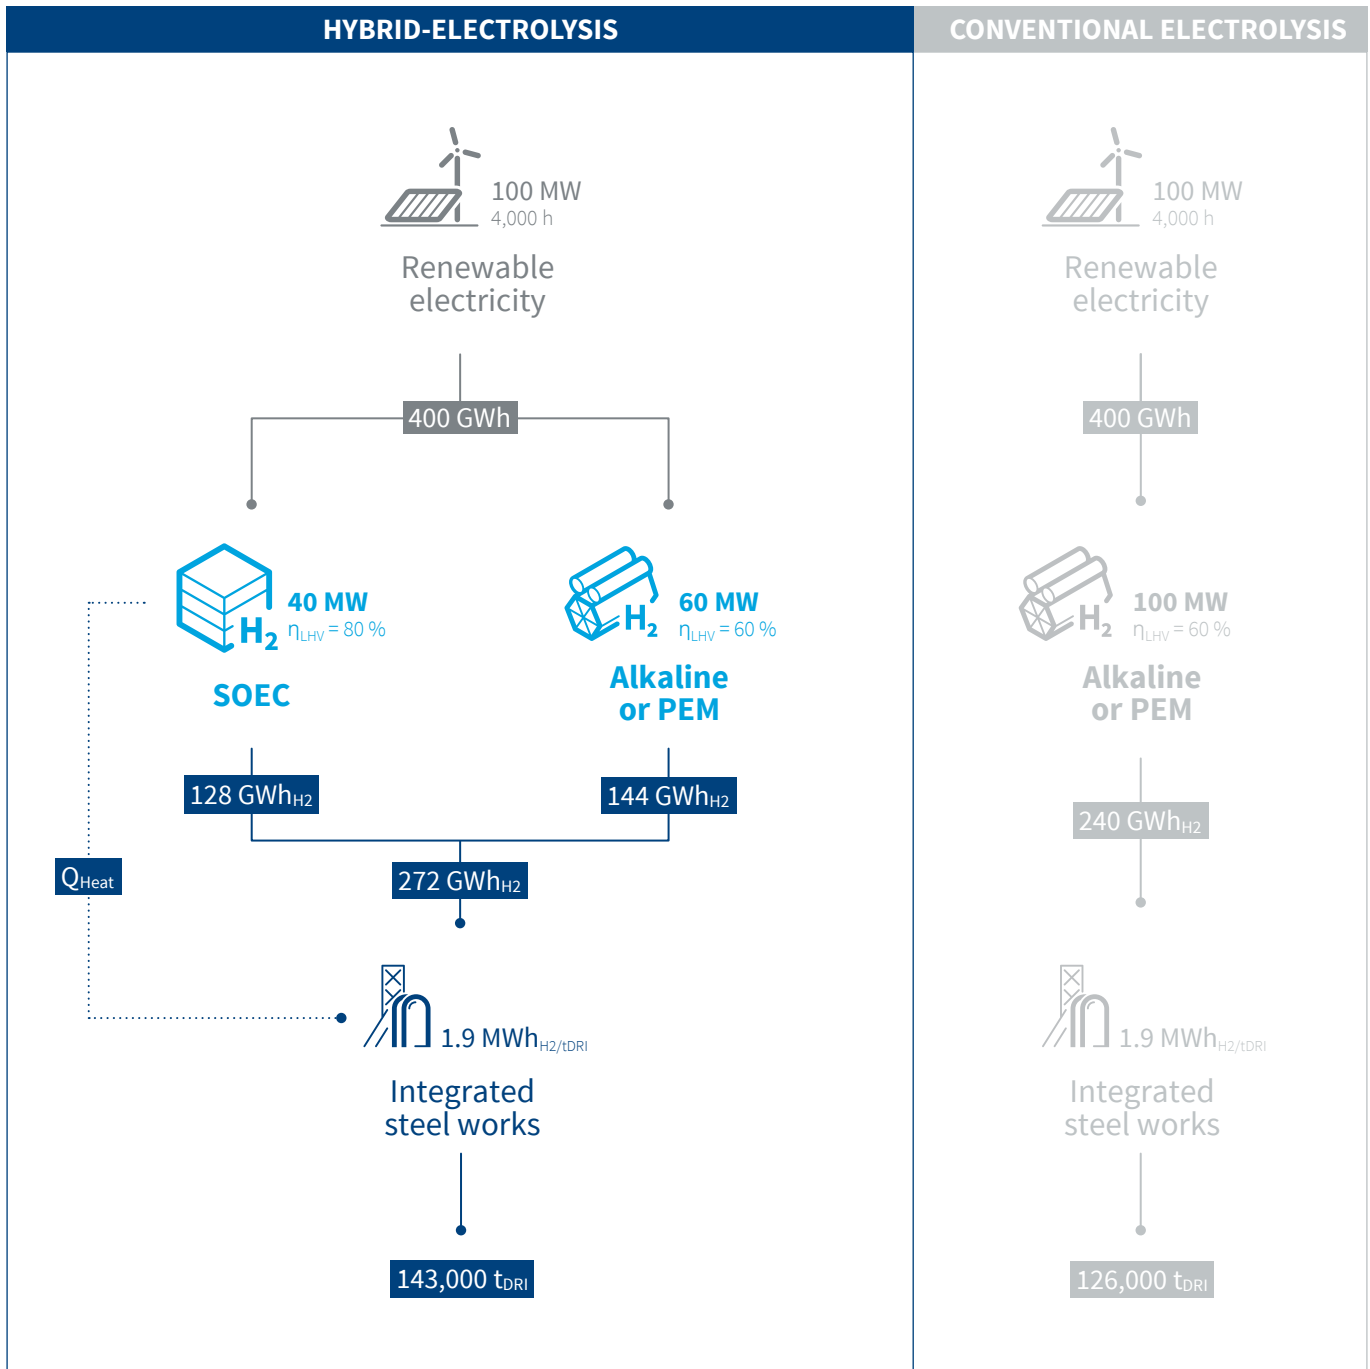 HYBRID-ELECTROLYSIS
100 MW
4,000 h
Renewable
electricity
400 GWh
H2
40 MW
ηLHV = 80 %
SOEC
H2
60 MW
ηLHV = 60 %
Alkaline
or PEM
128 GWhH2
144 GWhH2
QHeat
272 GWhH2
1.9 MWhH2/tDRI
Integrated
steel works
143,000 tDRI
CONVENTIONAL ELECTROLYSIS
100 MW
4,000 h
Renewable
electricity
400 GWh
H2
100 MW
ηLHV = 60 %
Alkaline
or PEM
240 GWhH2
1.9 MWhH2/tDRI
Integrated
steel works
126,000 tDRI